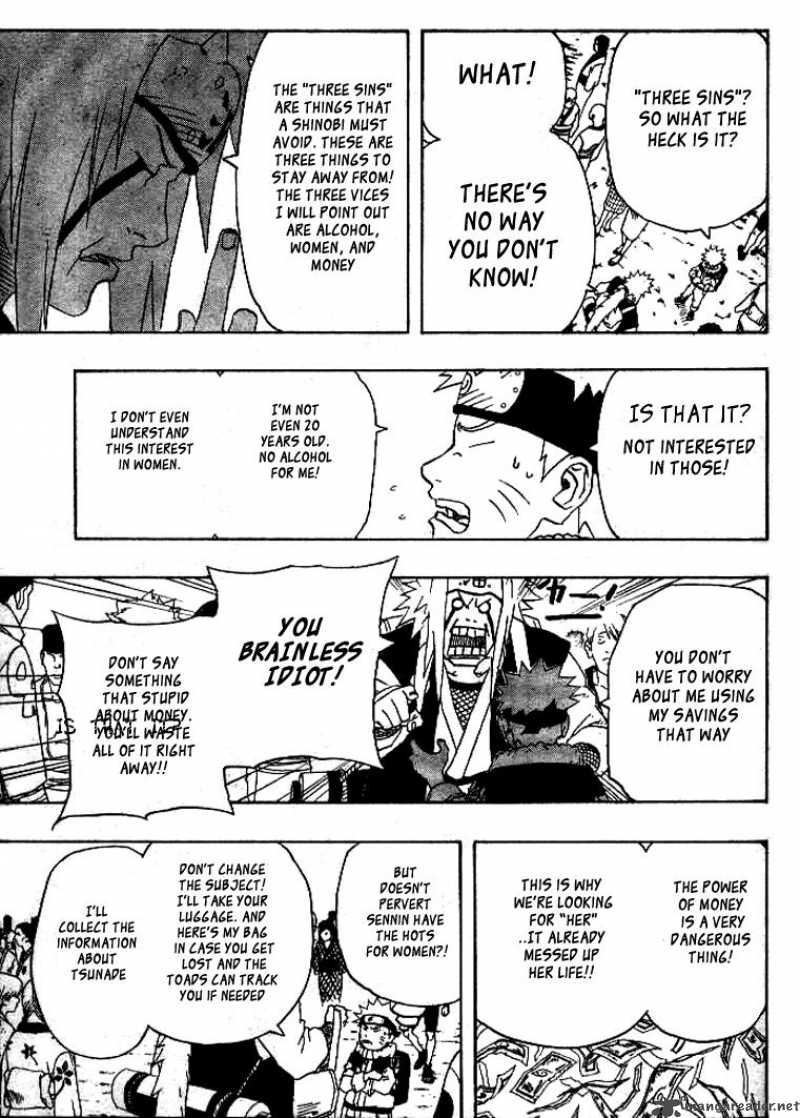 "THREE SINS"?
SO WHAT THE
HECK IS IT?
WHAT!
THERE'S
NO WAY
YOU DON'T
KNOW!
THE "THREE SINS"
ARE THINGS THAT
A SHINOBI MUST
AVOID. THESE ARE
THREE THINGS TO
STAY AWAY FROM!
THE THREE VICES
I WILL POINT OUT
ARE ALCOHOL,
WOMEN, AND
MONEY
IS THAT IT?
NOT INTERESTED
IN THOSE!
I'M NOT
EVEN 20
YEARS OLD.
NO ALCOHOL
FOR ME!
I DON'T EVEN
UNDERSTAND
THIS INTEREST
IN WOMEN.
YOU DON'T
HAVE TO WORRY
ABOUT ME USING
MY SAVINGS
THAT WAY
YOU
BRAINLESS
IDIOT!
DON'T SAY
SOMETHING
THAT STUPID
ABOUT MONEY.
YOU'LL WASTE
ALL OF IT RIGHT
AWAY!!
THE POWER
OF MONEY
IS A VERY
DANGEROUS
THING!
THIS IS WHY
WE'RE LOOKING
FOR "HER"
..IT ALREADY
MESSED UP
HER LIFE!!
BUT
DOESN'T
PERVERT
SENNIN HAVE
THE HOTS
FOR WOMEN?!
DON'T CHANGE
THE SUBJECT!
I'LL TAKE YOUR
LUGGAGE. AND
HERE'S MY BAG
IN CASE YOU GET
LOST AND THE
TOADS CAN TRACK
YOU IF NEEDED
I'LL
COLLECT THE
INFORMATION
ABOUT
TSUNADE
mangareader.net